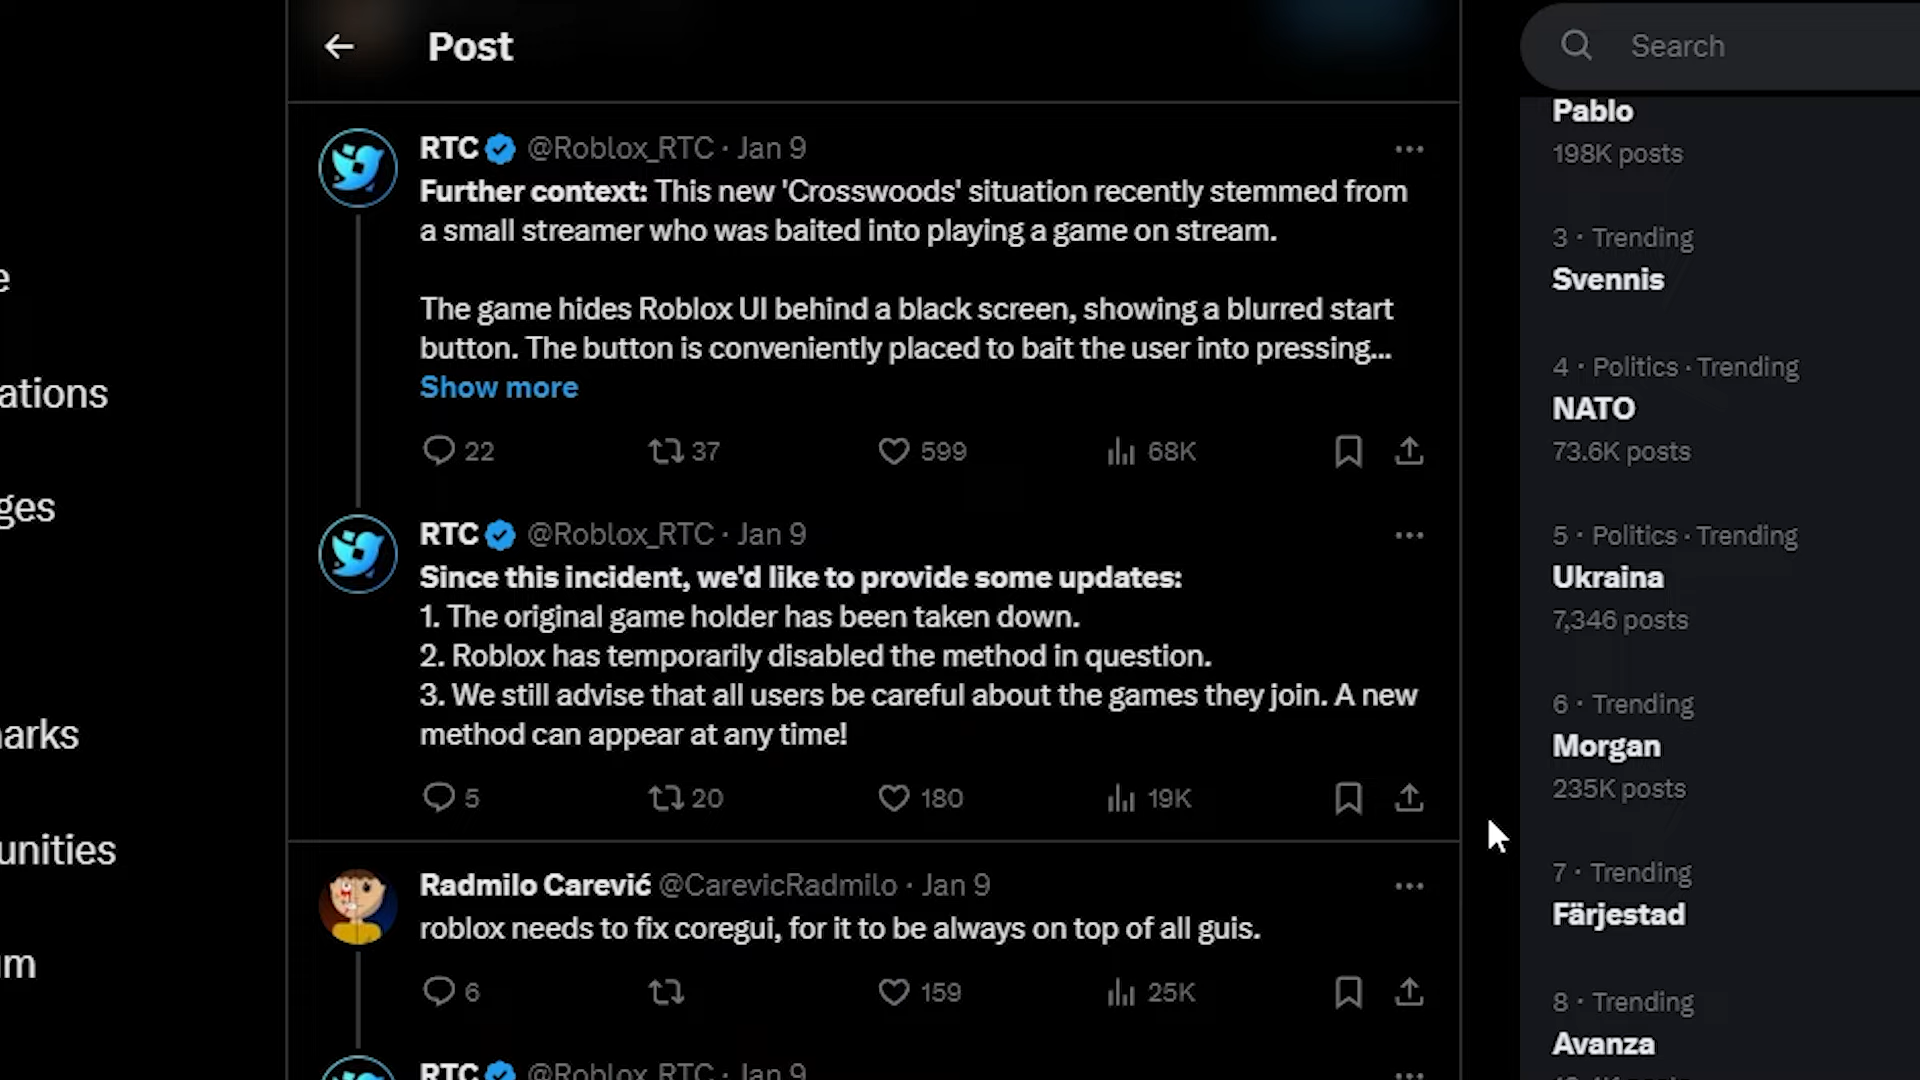 Post
RTC @Roblox_RTC · Jan 9
Further context: This new 'Crosswoods' situation recently stemmed from
a small streamer who was baited into playing a game on stream.
The game hides Roblox UI behind a black screen, showing a blurred start
button. The button is conveniently placed to bait the user into pressing...
Show more
22 37 599 68K
RTC @Roblox_RTC · Jan 9
Since this incident, we'd like to provide some updates:
1. The original game holder has been taken down.
2. Roblox has temporarily disabled the method in question.
3. We still advise that all users be careful about the games they join. A new
method can appear at any time!
5 20 180 19K
Radmilo Carević @CarevicRadmilo · Jan 9
roblox needs to fix coregui, for it to be always on top of all guis.
6 159 25K
RTC @Roblox_RTC · Jan 9
e
ations
ges
arks
unities
um
Search
Pablo
198K posts
3 · Trending
Svennis
4 · Politics · Trending
NATO
73.6K posts
5 · Politics · Trending
Ukraina
7,346 posts
6 · Trending
Morgan
235K posts
7 · Trending
Färjestad
8 · Trending
Avanza